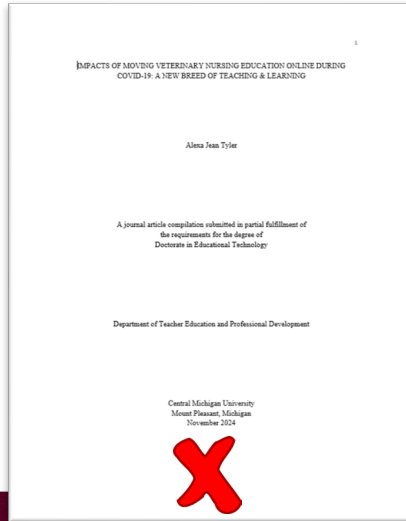 1
IMPACTS OF MOVING VETERINARY NURSING EDUCATION ONLINE DURING
COVID-19: A NEW BREED OF TEACHING & LEARNING
Alexa Jean Tyler
A journal article compilation submitted in partial fulfillment of
the requirements for the degree of
Doctorate in Educational Technology
Department of Teacher Education and Professional Development
Central Michigan University
Mount Pleasant, Michigan
November 2024